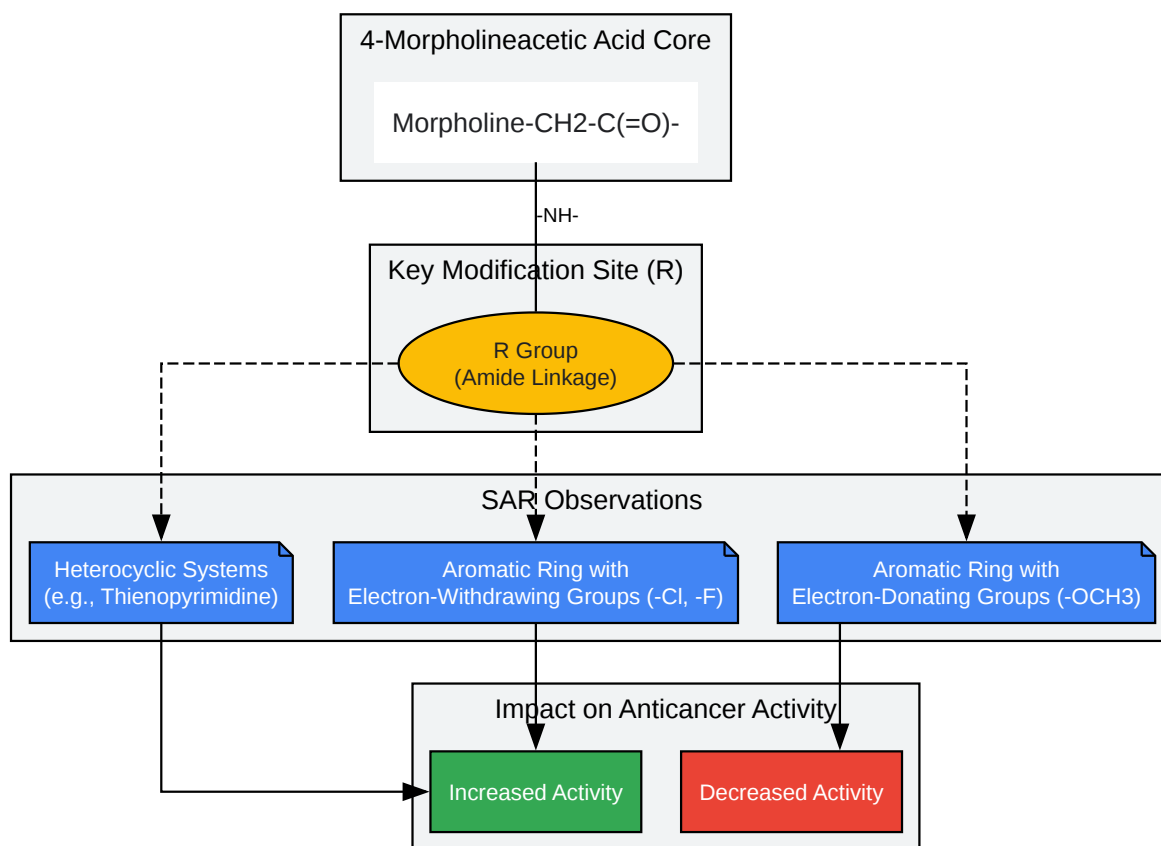 4-Morpholineacetic Acid Core
Morpholine-CH2-C(=O)-
-NH-
Key Modification Site (R)
R Group
(Amide Linkage)
SAR Observations
Heterocyclic Systems
(e.g., Thienopyrimidine)
Aromatic Ring with
Electron-Withdrawing Groups (-Cl, -F)
Aromatic Ring with
Electron-Donating Groups (-OCH3)
Impact on Anticancer Activity
Increased Activity
Decreased Activity